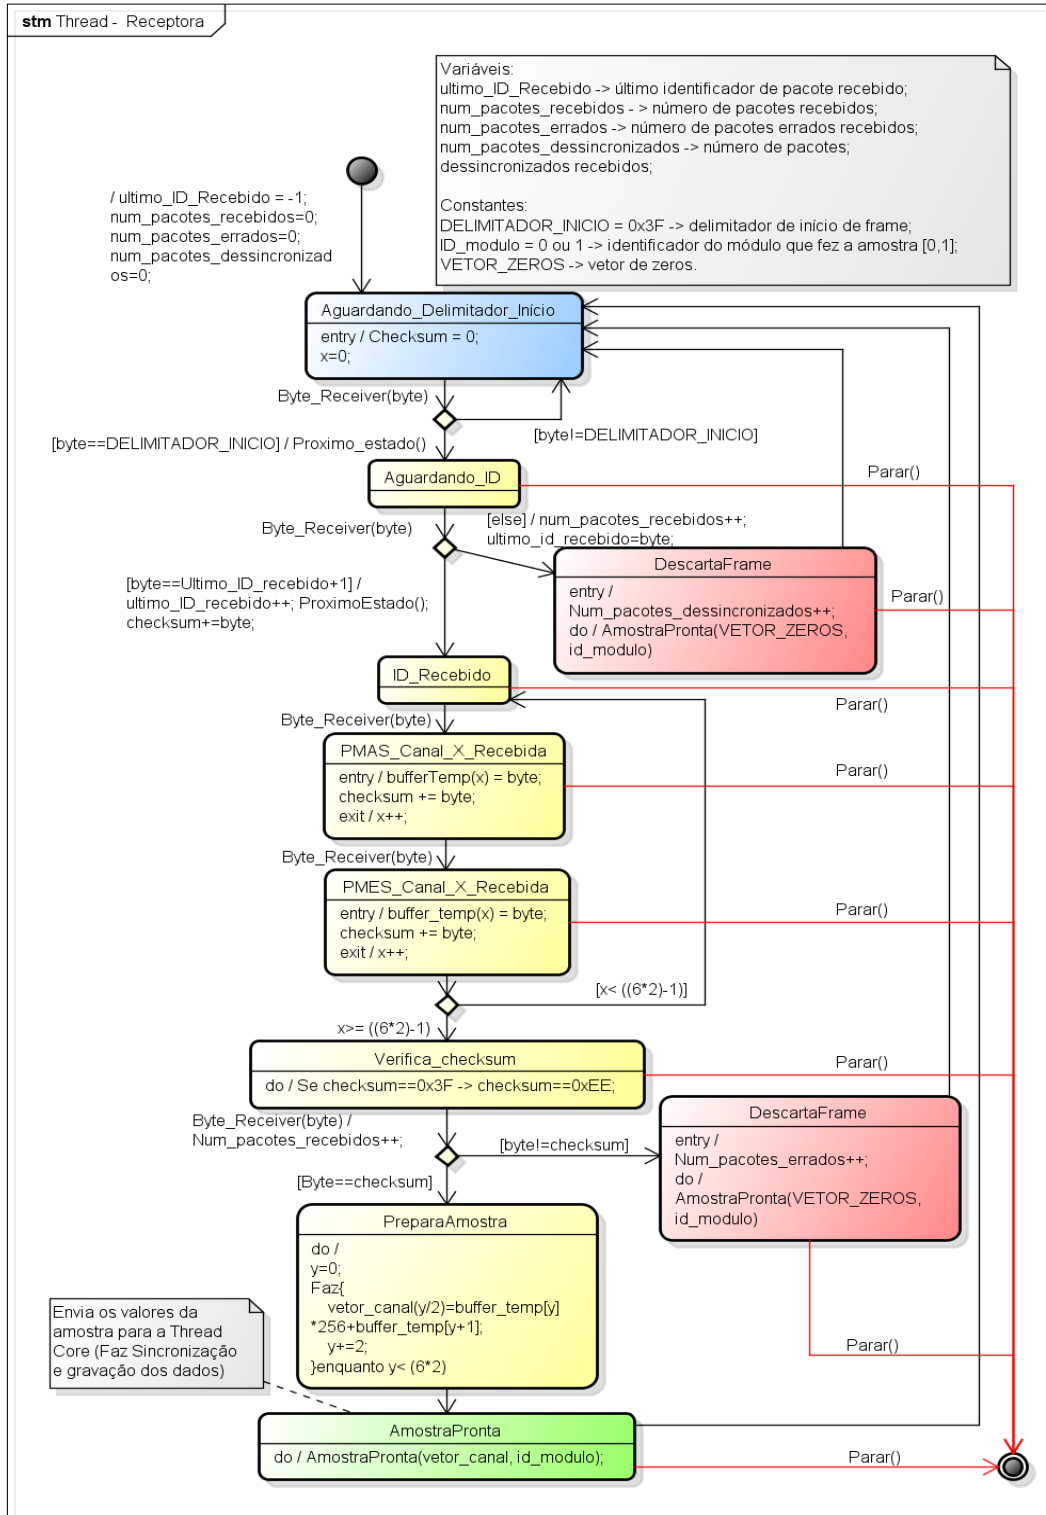 stm Thread - Receptora
Variáveis:
ultimo_ID_Recebido -> último identificador de pacote recebido;
num_pacotes_recebidos - > número de pacotes recebidos;
num_pacotes_errados -> número de pacotes errados recebidos;
num_pacotes_dessincronizados -> número de pacotes;
dessincronizados recebidos;
Constantes:
DELIMITADOR_INICIO = 0x3F -> delimitador de início de frame;
ID_modulo = 0 ou 1 -> identificador do módulo que fez a amostra [0,1];
VETOR_ZEROS -> vetor de zeros.
/ ultimo_ID_Recebido = -1;
num_pacotes_recebidos=0;
num_pacotes_errados=0;
num_pacotes_dessincronizad
os=0;
Aguardando_Delimitador_Início
entry / Checksum = 0;
x=0;
Byte_Receiver(byte)
[byte!=DELIMITADOR_INICIO]
[byte==DELIMITADOR_INICIO] / Proximo_estado()
Aguardando_ID
Parar()
Byte_Receiver(byte)
[else] / num_pacotes_recebidos++;
ultimo_id_recebido=byte;
DescartaFrame
entry /
Num_pacotes_dessincronizados++;
do / AmostraPronta(VETOR_ZEROS,
id_modulo)
Parar()
[byte==Ultimo_ID_recebido+1] /
ultimo_ID_recebido++; ProximoEstado();
checksum+=byte;
ID_Recebido
Parar()
Byte_Receiver(byte)
PMAS_Canal_X_Recebida
entry / bufferTemp(x) = byte;
checksum += byte;
exit / x++;
Parar()
Byte_Receiver(byte)
PMES_Canal_X_Recebida
entry / buffer_temp(x) = byte;
checksum += byte;
exit / x++;
Parar()
[x< ((6*2)-1)]
x>= ((6*2)-1)
Verifica_checksum
do / Se checksum==0x3F -> checksum==0xEE;
Parar()
Byte_Receiver(byte) /
Num_pacotes_recebidos++;
[byte!=checksum]
DescartaFrame
entry /
Num_pacotes_errados++;
do /
AmostraPronta(VETOR_ZEROS,
id_modulo)
[Byte==checksum]
PreparaAmostra
do /
y=0;
Faz{
vetor_canal(y/2)=buffer_temp[y]
*256+buffer_temp[y+1];
y+=2;
}enquanto y< (6*2)
Parar()
Envia os valores da
amostra para a Thread
Core (Faz Sincronização
e gravação dos dados)
AmostraPronta
do / AmostraPronta(vetor_canal, id_modulo);
Parar()